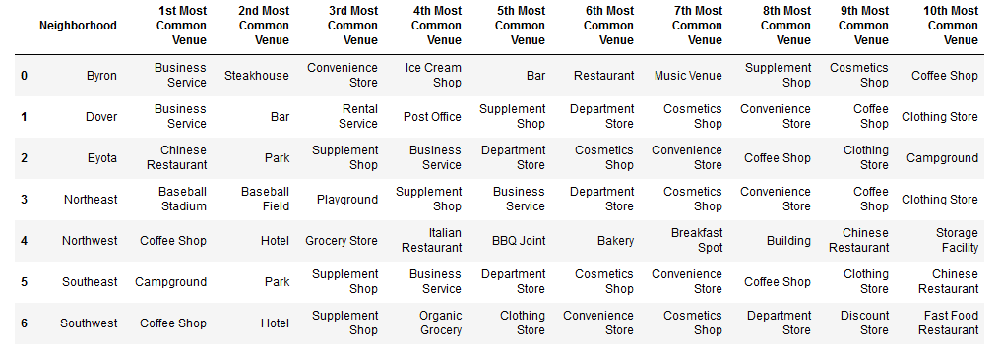 Neighborhood 1st Most Common Venue 2nd Most Common Venue 3rd Most Common Venue 4th Most Common Venue 5th Most Common Venue 6th Most Common Venue 7th Most Common Venue 8th Most Common Venue 9th Most Common Venue 10th Most Common Venue
0 Byron Business Service Steakhouse Convenience Store Ice Cream Shop Bar Restaurant Music Venue Supplement Shop Cosmetics Shop Coffee Shop
1 Dover Business Service Bar Rental Service Post Office Supplement Shop Department Store Cosmetics Shop Convenience Store Coffee Shop Clothing Store
2 Eyota Chinese Restaurant Park Supplement Shop Business Service Department Store Cosmetics Shop Convenience Store Coffee Shop Clothing Store Campground
3 Northeast Baseball Stadium Baseball Field Playground Supplement Shop Business Service Department Store Cosmetics Shop Convenience Store Coffee Shop Clothing Store
4 Northwest Coffee Shop Hotel Grocery Store Italian Restaurant BBQ Joint Bakery Breakfast Spot Building Chinese Restaurant Storage Facility
5 Southeast Campground Park Supplement Shop Business Service Department Store Cosmetics Shop Convenience Store Coffee Shop Clothing Store Chinese Restaurant
6 Southwest Coffee Shop Hotel Supplement Shop Organic Grocery Clothing Store Convenience Store Cosmetics Shop Department Store Discount Store Fast Food Restaurant